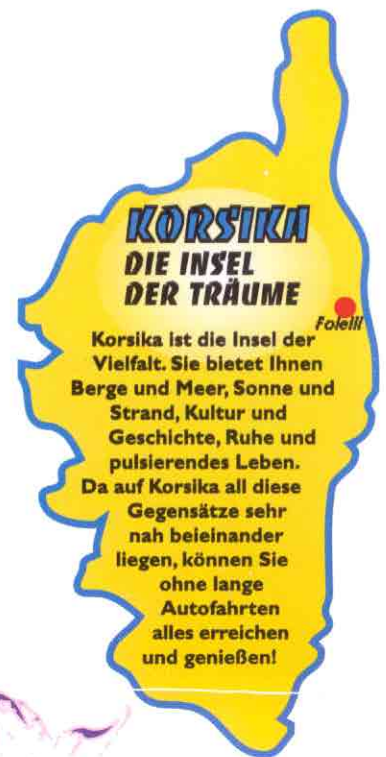 KORSIKA
DIE INSEL
DER TRÄUME
Folelli
Korsika ist die Insel der
Vielfalt. Sie bietet Ihnen
Berge und Meer, Sonne und
Strand, Kultur und
Geschichte, Ruhe und
pulsierendes Leben.
Da auf Korsika all diese
Gegensätze sehr
nah beieinander
liegen, können Sie
ohne lange
Autofahrten
alles erreichen
und genießen!